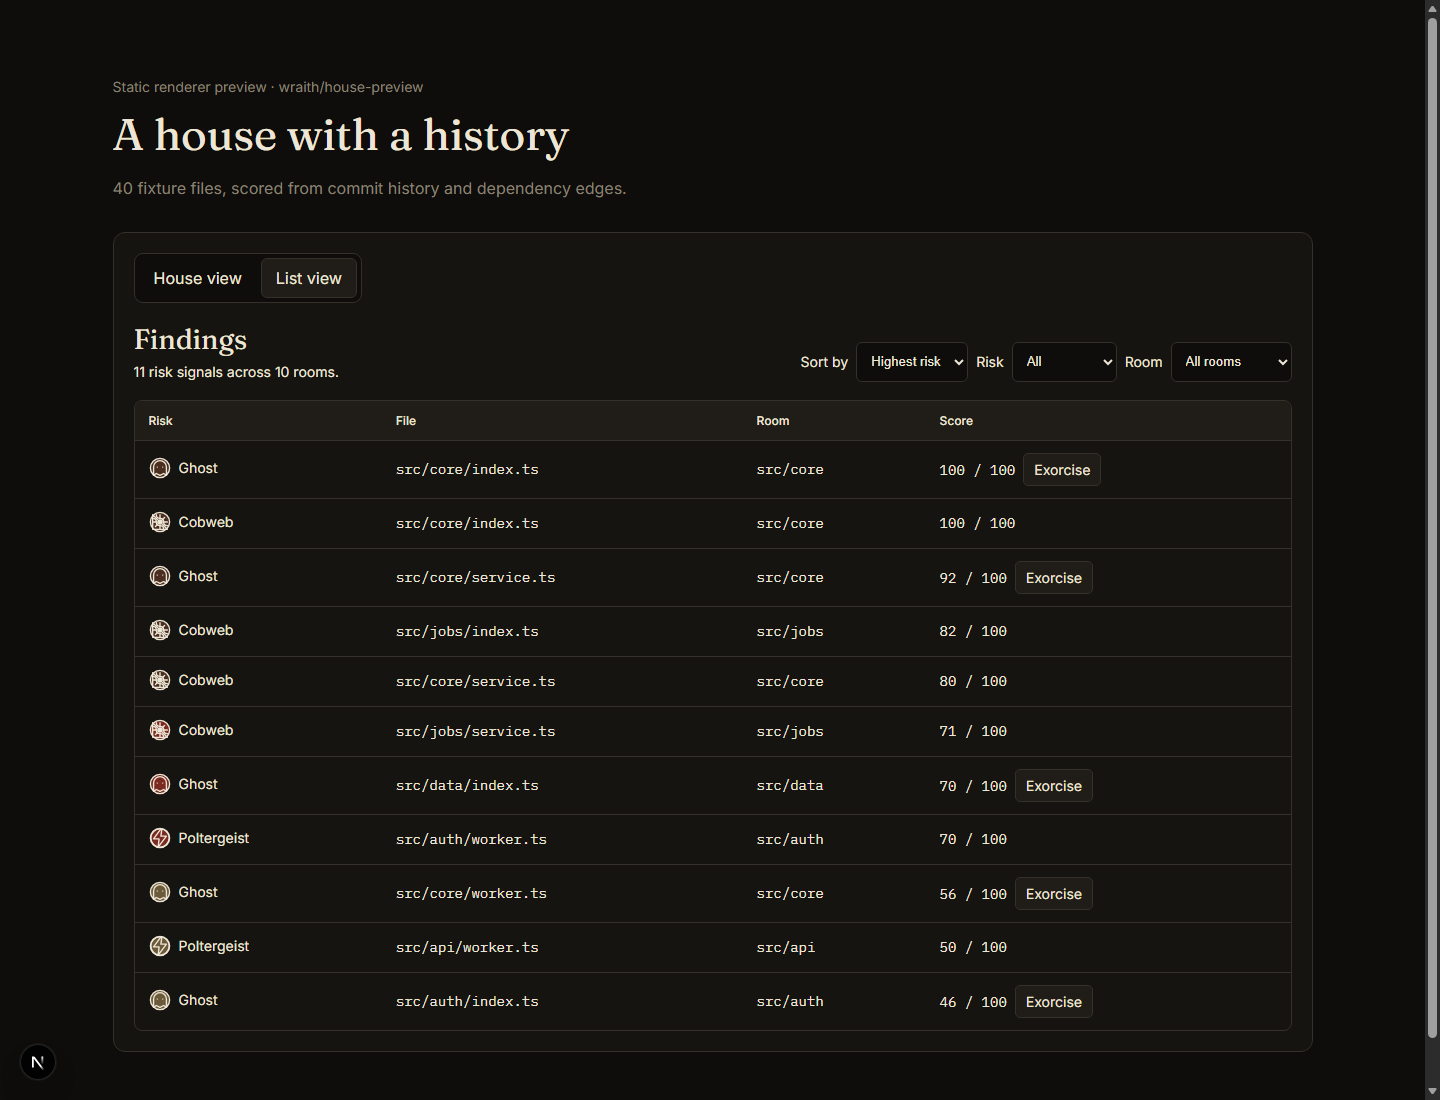 Static renderer preview · wraith/house-preview
A house with a history
40 fixture files, scored from commit history and dependency edges.
House view List view
Findings
11 risk signals across 10 rooms.
Sort by Highest risk Risk All Room All rooms
Risk File Room Score
Ghost src/core/index.ts src/core 100 / 100 Exorcise
Cobweb src/core/index.ts src/core 100 / 100
Ghost src/core/service.ts src/core 92 / 100 Exorcise
Cobweb src/jobs/index.ts src/jobs 82 / 100
Cobweb src/core/service.ts src/core 80 / 100
Cobweb src/jobs/service.ts src/jobs 71 / 100
Ghost src/data/index.ts src/data 70 / 100 Exorcise
Poltergeist src/auth/worker.ts src/auth 70 / 100
Ghost src/core/worker.ts src/core 56 / 100 Exorcise
Poltergeist src/api/worker.ts src/api 50 / 100
Ghost src/auth/index.ts src/auth 46 / 100 Exorcise
N